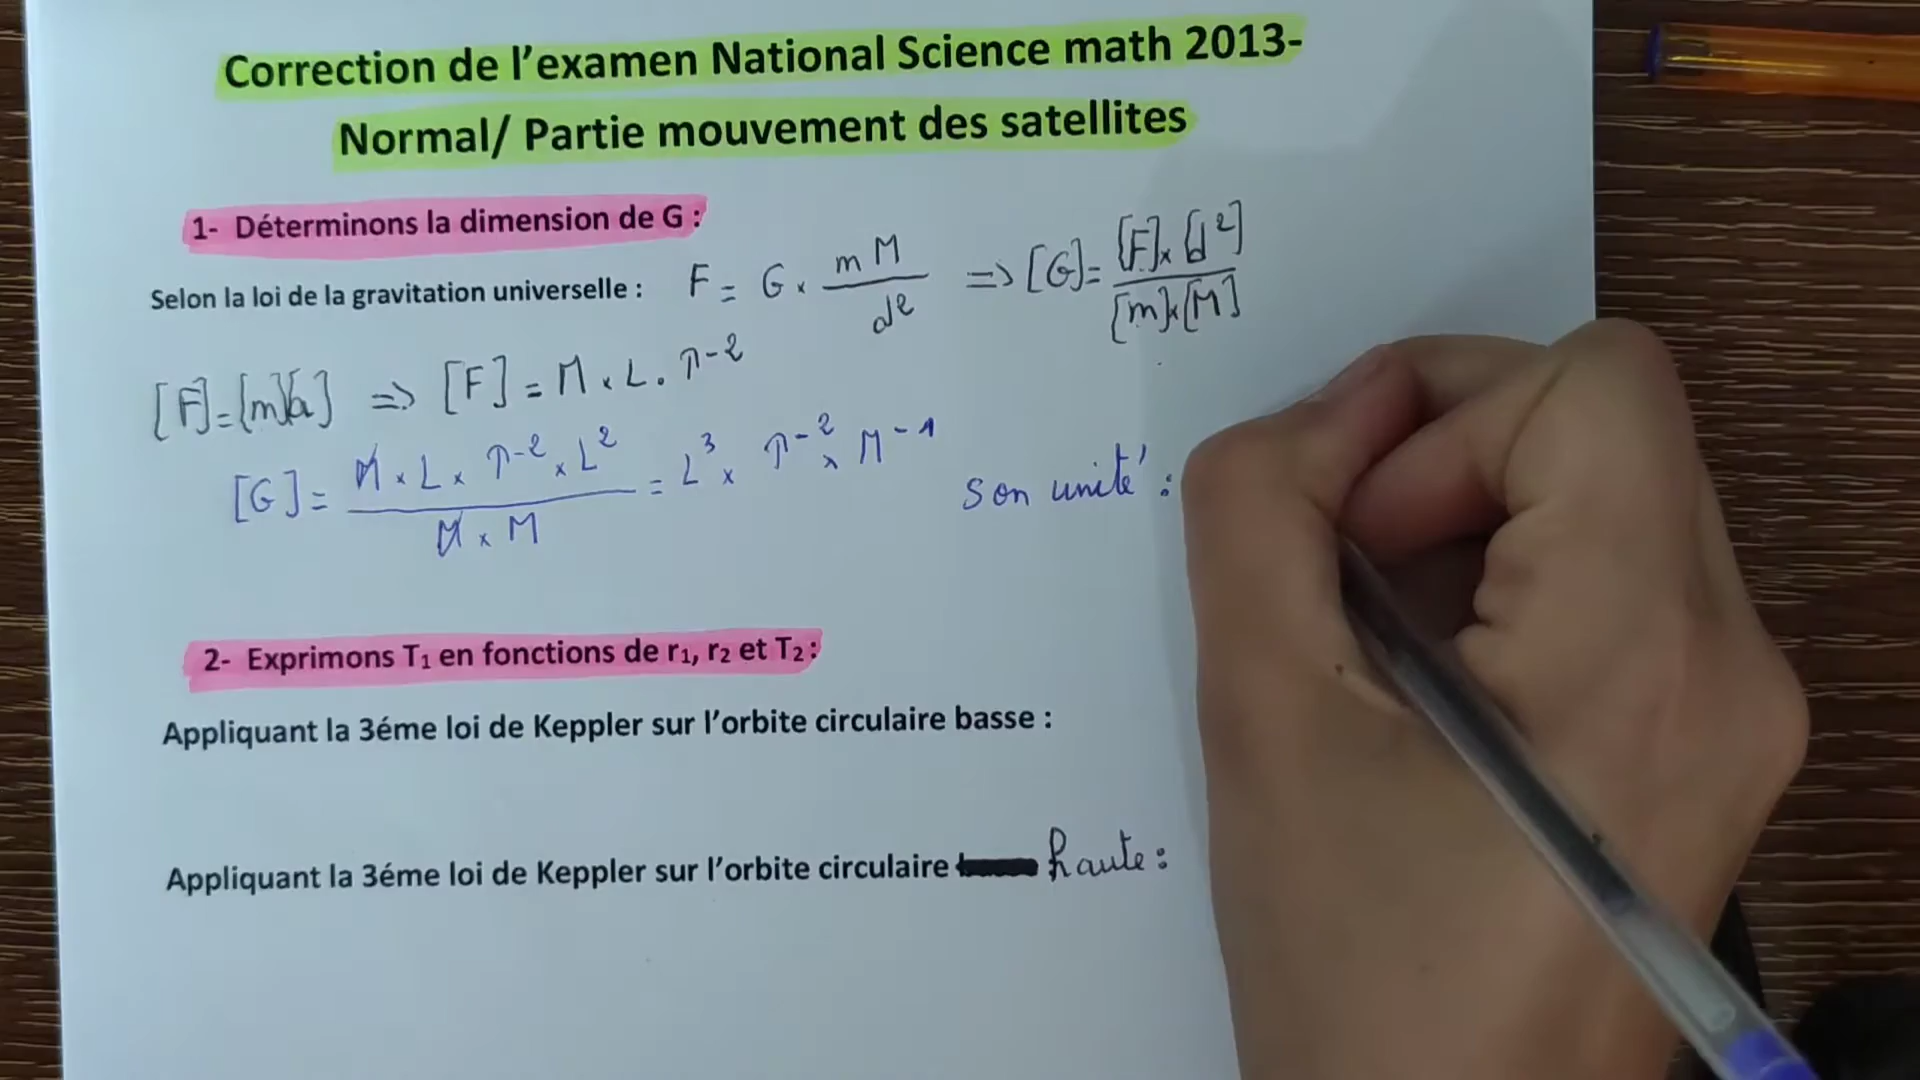 Correction de l’examen National Science math 2013-
Normal/ Partie mouvement des satellites
1- Déterminons la dimension de G :
Selon la loi de la gravitation universelle : F = G × m M / d² => [G] = [F] × [d²] / [m] × [M]
[F] = [m][a] => [F] = M × L . T-2
[G] = M × L × T-2 × L2 / M × M = L3 × T-2 × M-1 Son unité :
2- Exprimons T1 en fonctions de r1, r2 et T2 :
Appliquant la 3éme loi de Keppler sur l’orbite circulaire basse :
Appliquant la 3éme loi de Keppler sur l’orbite circulaire haute :